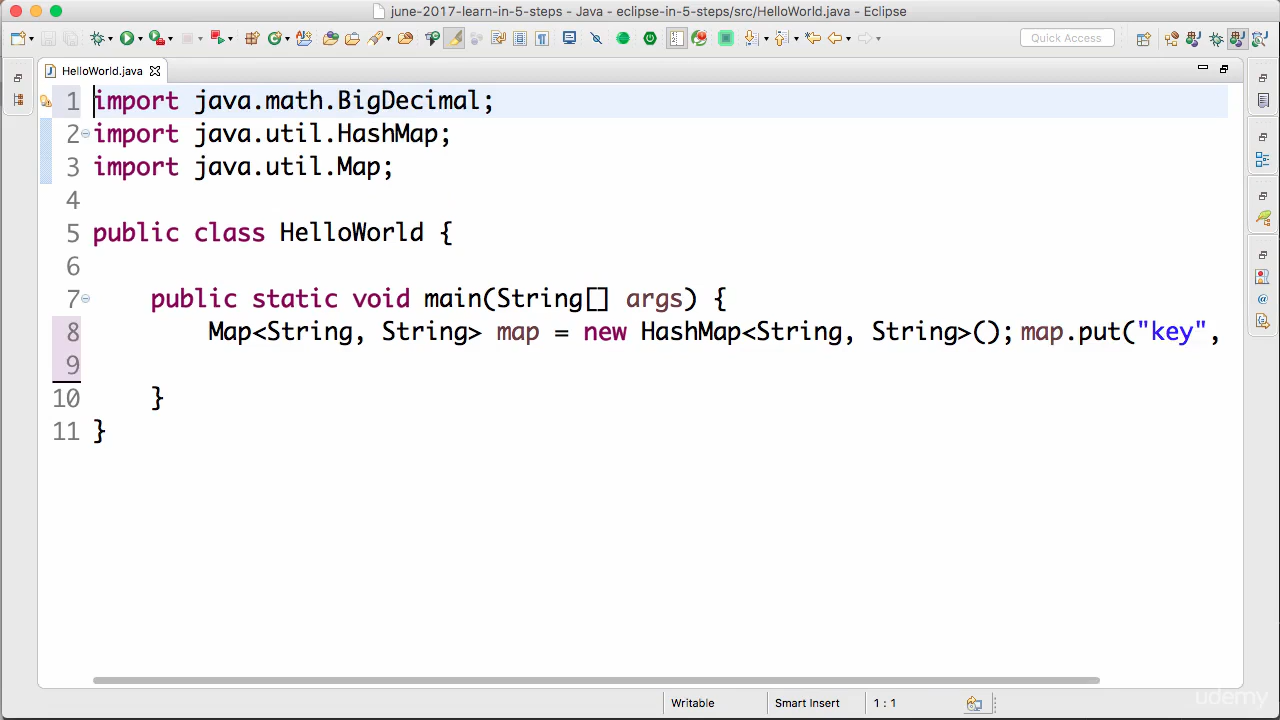 june-2017-learn-in-5-steps - Java - eclipse-in-5-steps/src/HelloWorld.java - Eclipse
Quick Access
HelloWorld.java
1 import java.math.BigDecimal;
2 import java.util.HashMap;
3 import java.util.Map;
4
5 public class HelloWorld {
6
7 public static void main(String[] args) {
8 Map<String, String> map = new HashMap<String, String>(); map.put("key",
9
10 }
11 }
Writable Smart Insert 1 : 1
udemy